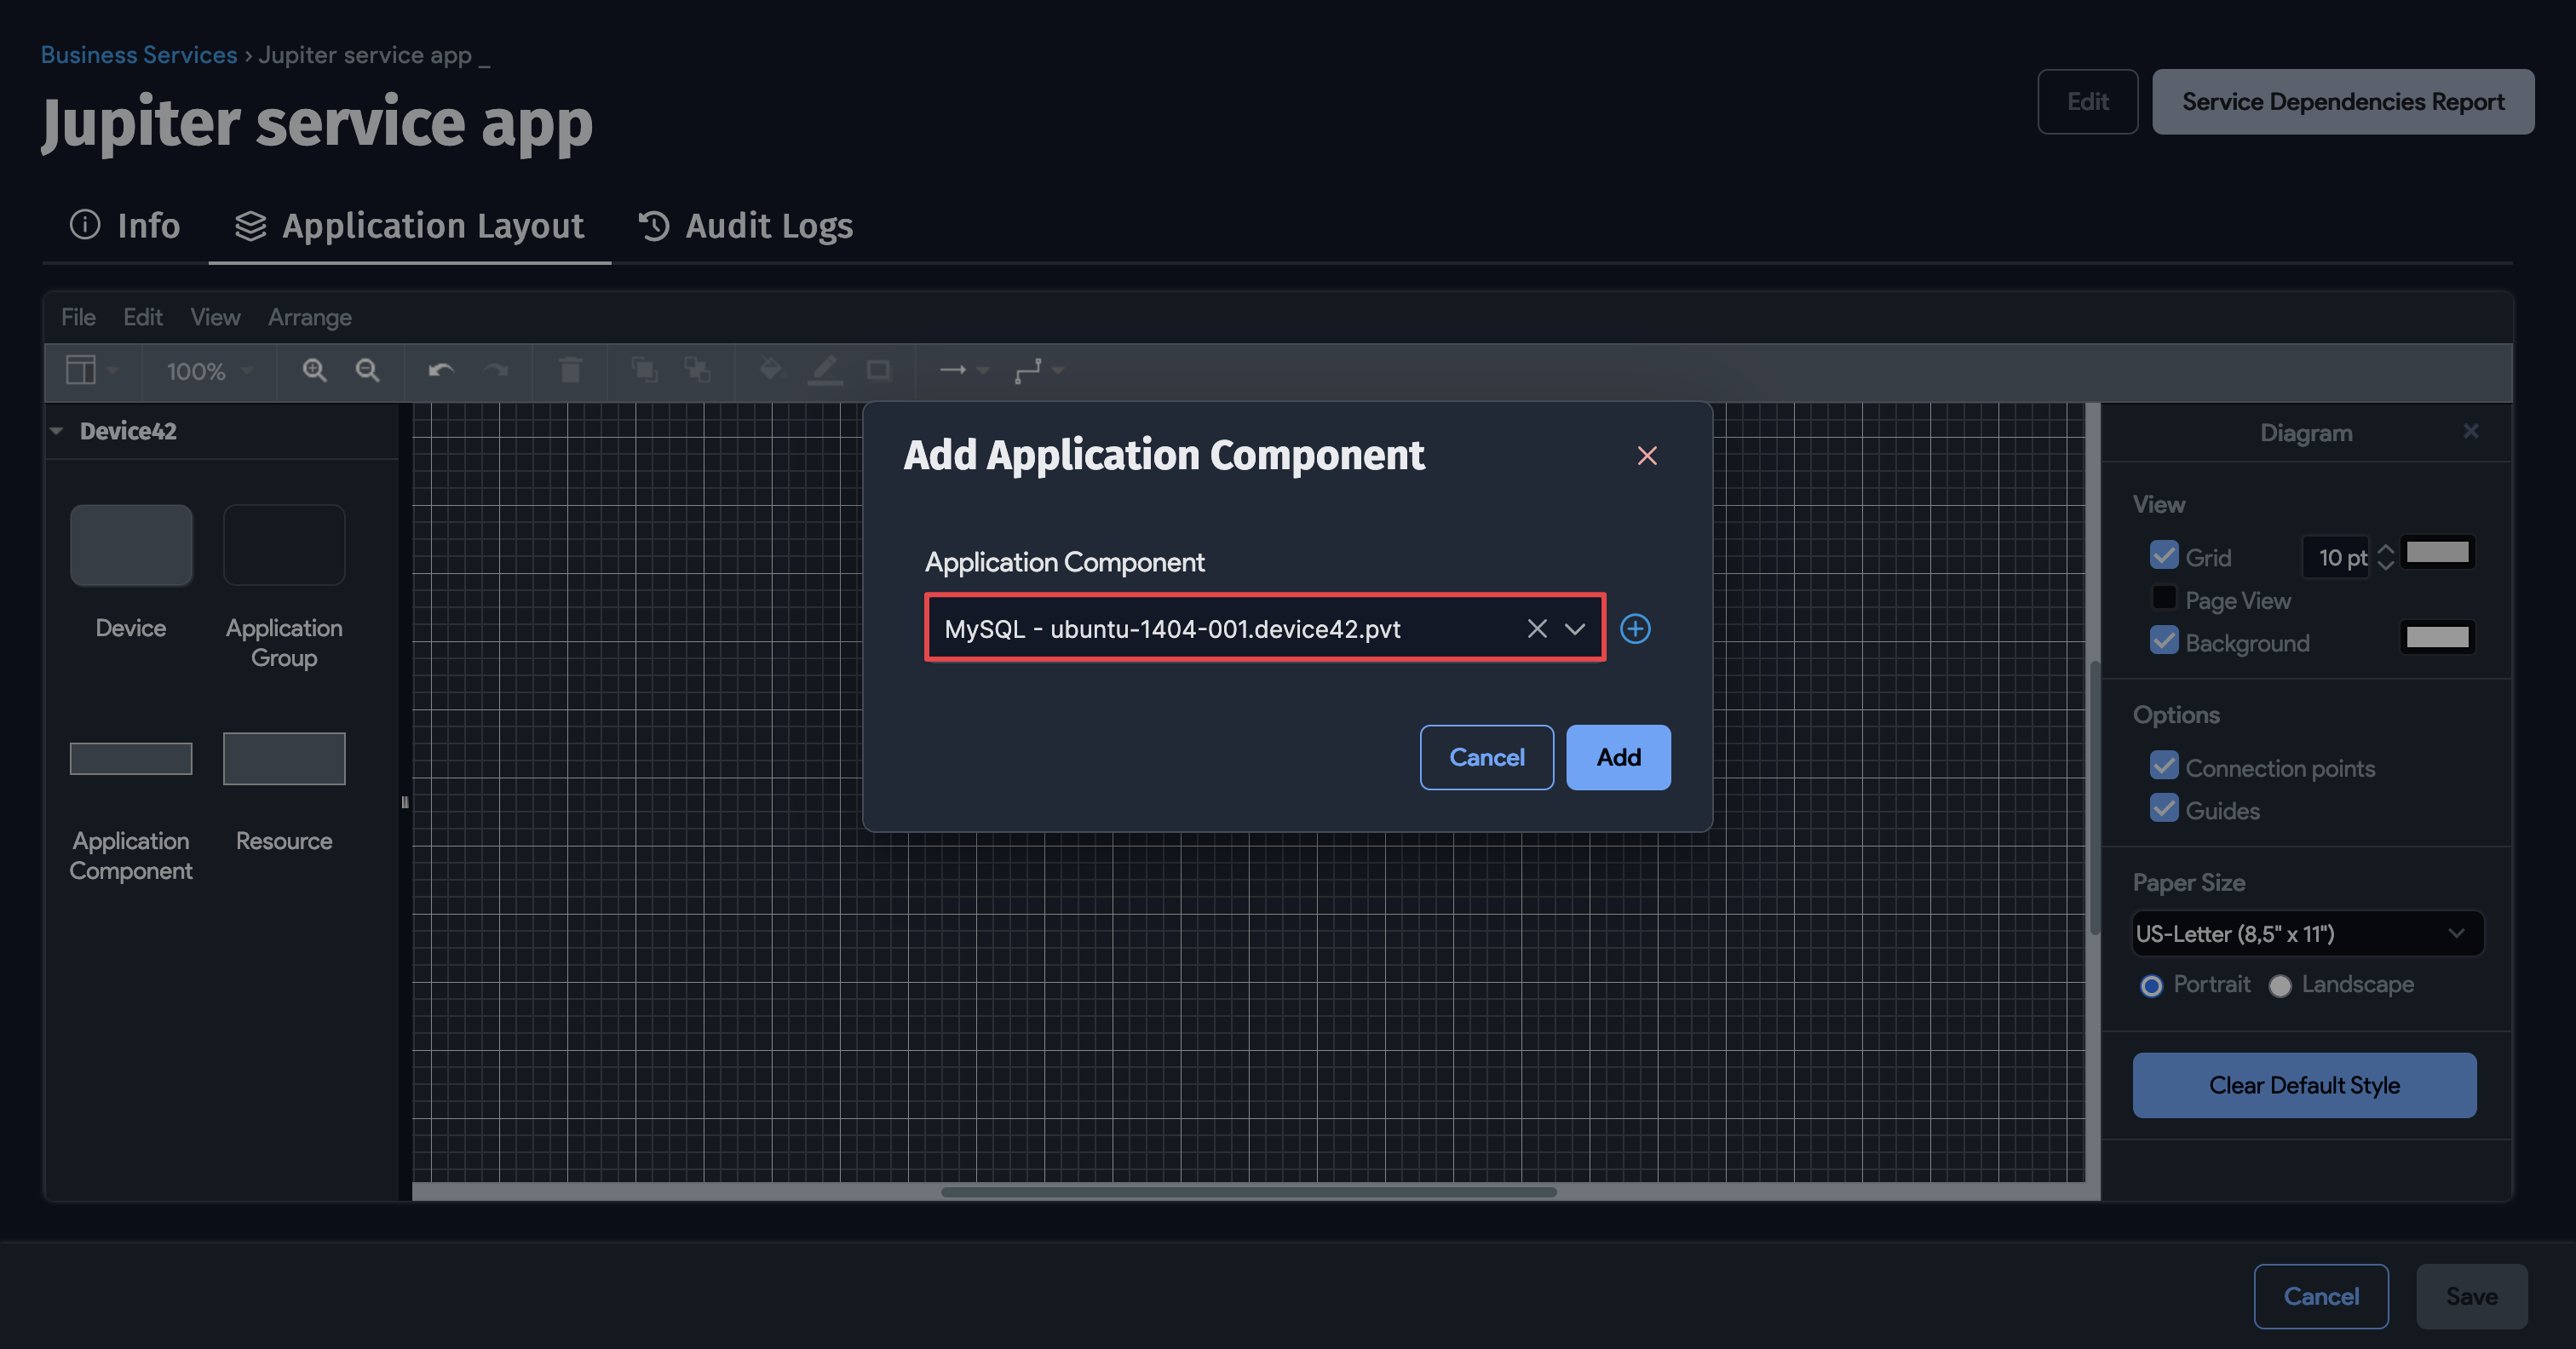 Business Services › Jupiter service app _
Jupiter service app
Edit
Service Dependencies Report
Info
Application Layout
Audit Logs
File
Edit
View
Arrange
100%
Device42
Device
Application
Group
Application
Component
Resource
Add Application Component
Application Component
MySQL - ubuntu-1404-001.device42.pvt
Cancel
Add
Diagram
View
Grid
10 pt
Page View
Background
Options
Connection points
Guides
Paper Size
US-Letter (8,5" x 11")
Portrait
Landscape
Clear Default Style
Cancel
Save